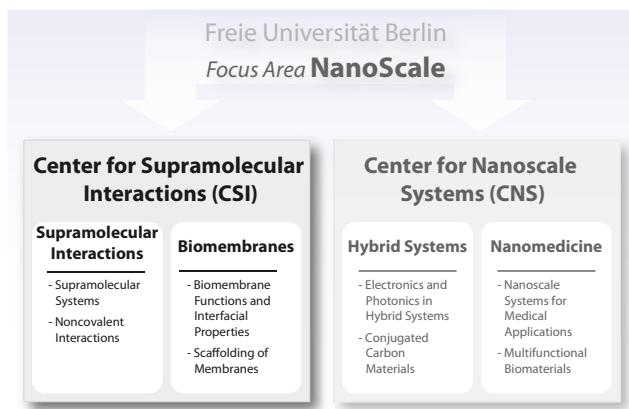 Freie Universität Berlin
Focus Area NanoScale
Center for Supramolecular
Interactions (CSI)
Supramolecular
Interactions
- Supramolecular
Systems
- Noncovalent
Interactions
Biomembranes
- Biomembrane
Functions and
Interfacial
Properties
- Scaffolding of
Membranes
Center for Nanoscale
Systems (CNS)
Hybrid Systems
- Electronics and
Photonics in
Hybrid Systems
- Conjugated
Carbon
Materials
Nanomedicine
- Nanoscale
Systems for
Medical
Applications
- Multifunctional
Biomaterials